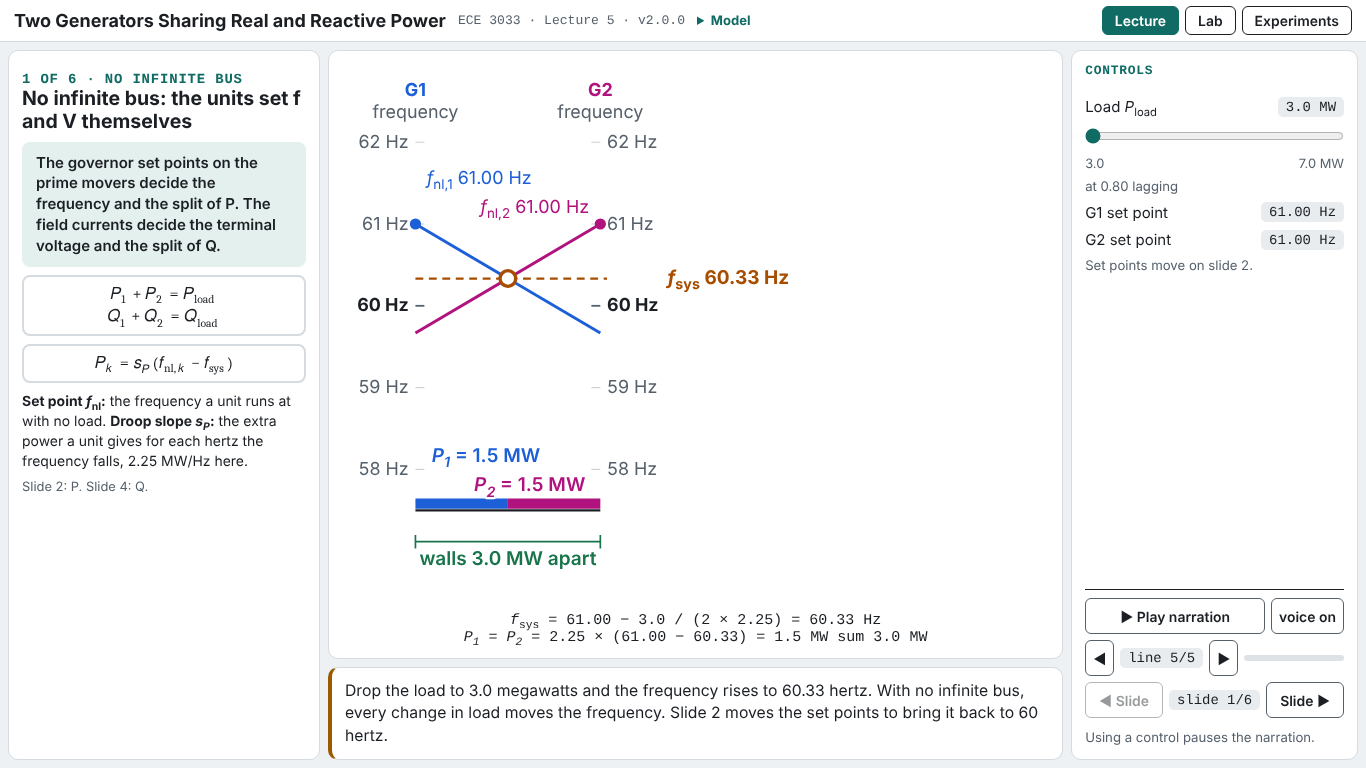 Two Generators Sharing Real and Reactive Power ECE 3033 · Lecture 5 · v2.0.0 ▶ Model
Lecture Lab Experiments
1 OF 6 · NO INFINITE BUS
No infinite bus: the units set f
and V themselves
The governor set points on the
prime movers decide the
frequency and the split of P. The
field currents decide the terminal
voltage and the split of Q.
P1 + P2 = Pload
Q1 + Q2 = Qload
Pk = sP (fnl,k − fsys)
Set point fnl: the frequency a unit runs at
with no load. Droop slope sP: the extra
power a unit gives for each hertz the
frequency falls, 2.25 MW/Hz here.
Slide 2: P. Slide 4: Q.
G1 G2
frequency frequency
62 Hz 62 Hz
fnl,1 61.00 Hz
fnl,2 61.00 Hz
61 Hz 61 Hz
fsys 60.33 Hz
60 Hz 60 Hz
59 Hz 59 Hz
P1 = 1.5 MW
58 Hz 58 Hz
P2 = 1.5 MW
walls 3.0 MW apart
fsys = 61.00 − 3.0 / (2 × 2.25) = 60.33 Hz
P1 = P2 = 2.25 × (61.00 − 60.33) = 1.5 MW sum 3.0 MW
Drop the load to 3.0 megawatts and the frequency rises to 60.33 hertz. With no infinite bus,
every change in load moves the frequency. Slide 2 moves the set points to bring it back to 60
hertz.
CONTROLS
Load Pload 3.0 MW
3.0 7.0 MW
at 0.80 lagging
G1 set point 61.00 Hz
G2 set point 61.00 Hz
Set points move on slide 2.
▶ Play narration voice on
◀ line 5/5 ▶
◀ Slide slide 1/6 Slide ▶
Using a control pauses the narration.